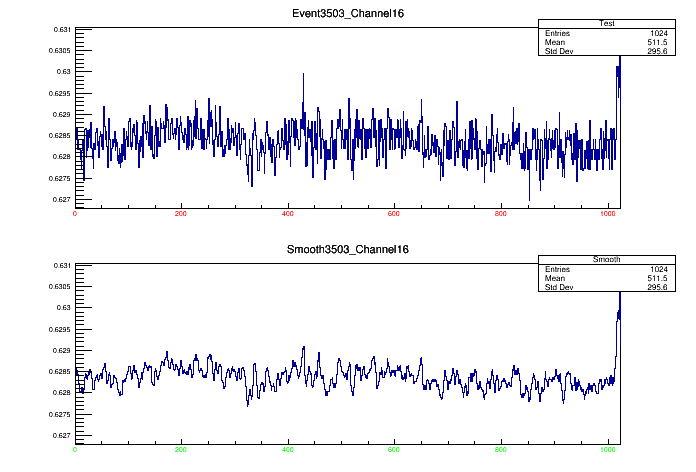 Event3503_Channel16
Test
Entries 1024
Mean 511.5
Std Dev 295.6
0.631
0.6305
0.63
0.6295
0.629
0.6285
0.628
0.6275
0.627
0 200 400 600 800 1000
Smooth3503_Channel16
Smooth
Entries 1024
Mean 511.5
Std Dev 295.6
0.631
0.6305
0.63
0.6295
0.629
0.6285
0.628
0.6275
0.627
0 200 400 600 800 1000